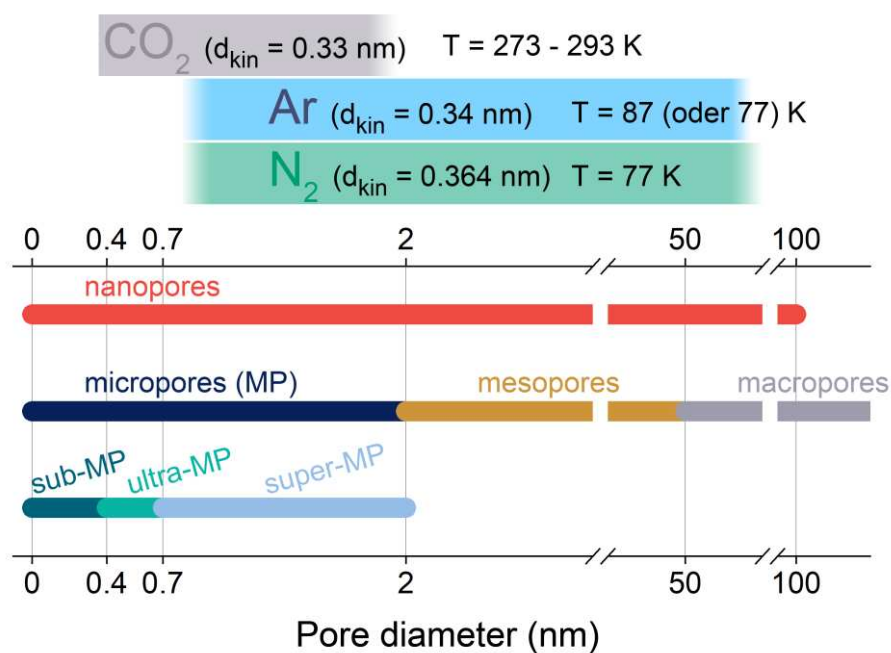 CO₂ (dkin = 0.33 nm) T = 273 - 293 K
Ar (dkin = 0.34 nm) T = 87 (oder 77) K
N₂ (dkin = 0.364 nm) T = 77 K
0 0.4 0.7 2 50 100
nanopores
micropores (MP) mesopores macropores
sub-MP ultra-MP super-MP
0 0.4 0.7 2 50 100
Pore diameter (nm)